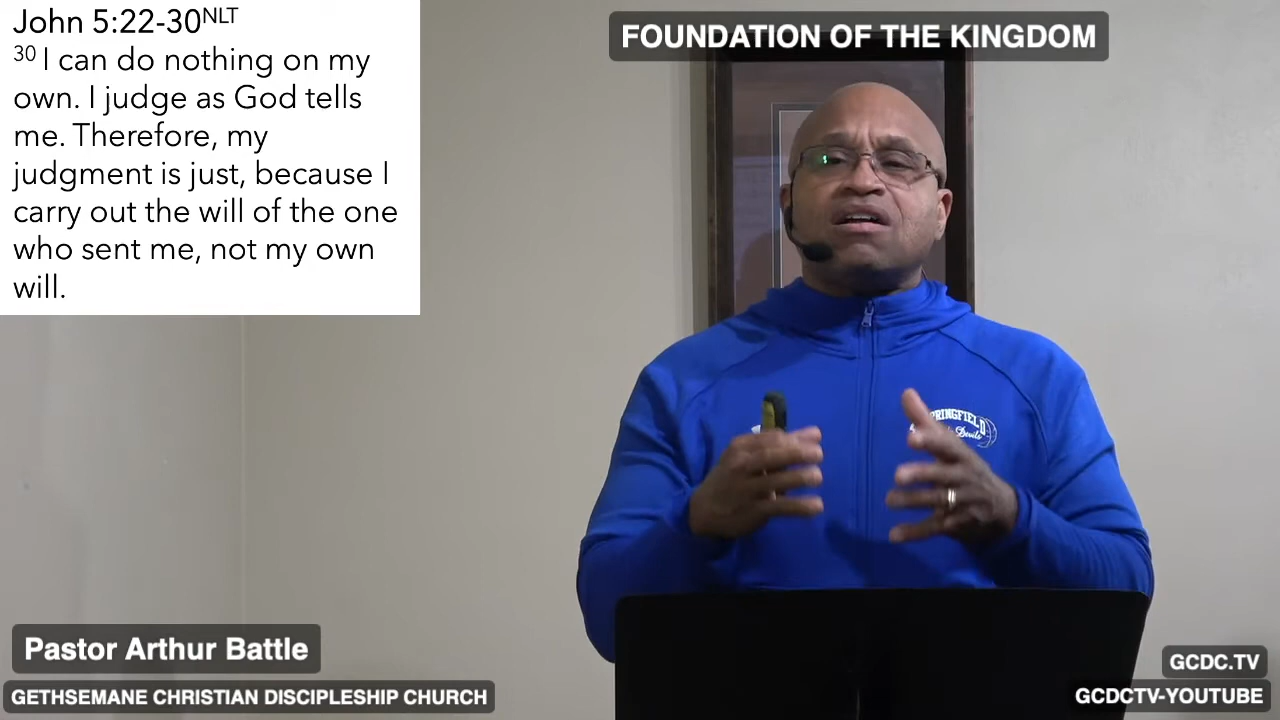 John 5:22-30NLT
30 I can do nothing on my
own. I judge as God tells
me. Therefore, my
judgment is just, because I
carry out the will of the one
who sent me, not my own
will.
FOUNDATION OF THE KINGDOM
Pastor Arthur Battle
GETHSEMANE CHRISTIAN DISCIPLESHIP CHURCH
GCDC.TV
GCDCTV-YOUTUBE